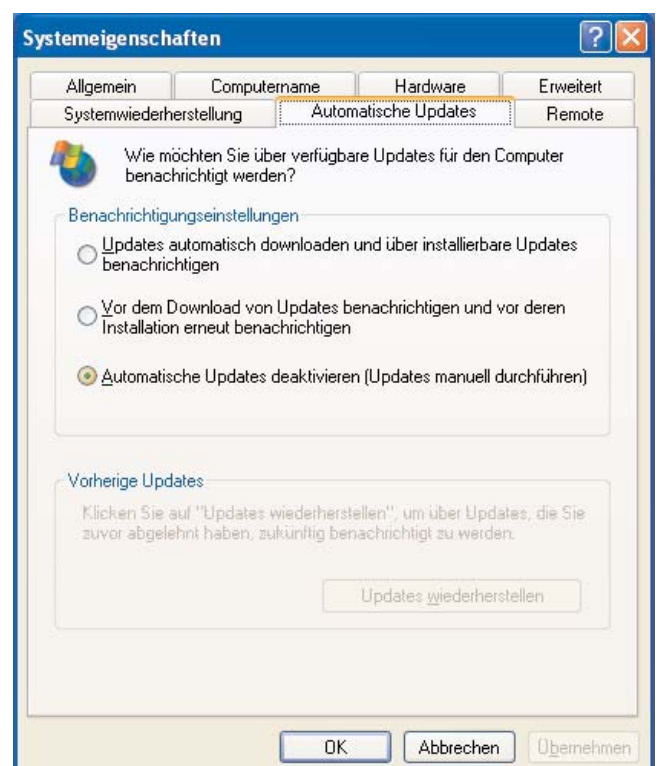 Systemeigenschaften
Allgemein
Computername
Hardware
Erweitert
Systemwiederherstellung
Automatische Updates
Remote
Wie möchten Sie über verfügbare Updates für den Computer
benachrichtigt werden?
Benachrichtigungseinstellungen
Updates automatisch downloaden und über installierbare Updates
benachrichtigen
Vor dem Download von Updates benachrichtigen und vor deren
Installation erneut benachrichtigen
Automatische Updates deaktivieren (Updates manuell durchführen)
Vorherige Updates
Klicken Sie auf "Updates wiederherstellen", um über Updates, die Sie
zuvor abgelehnt haben, zukünftig benachrichtigt zu werden.
Updates wiederherstellen
OK
Abbrechen
Übernehmen